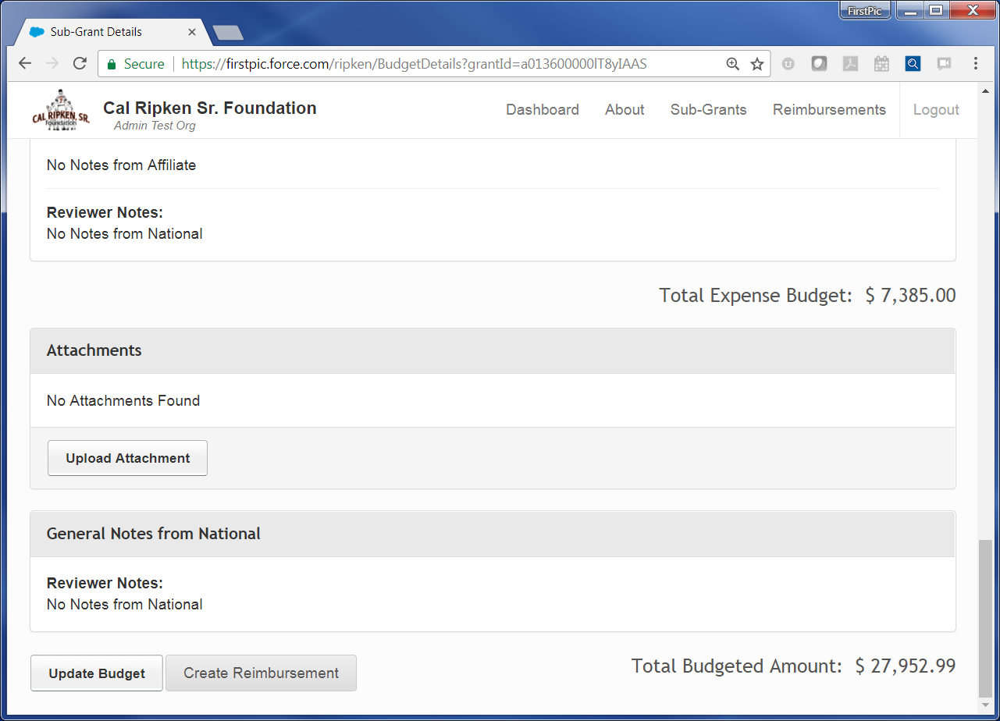 FirstPic
Sub-Grant Details
Secure
https://firstpic.force.com/ripken/BudgetDetails?grantId=a013600000lT8yIAAS
CAL RIPKEN, SR.
Foundation
Cal Ripken Sr. Foundation
Admin Test Org
Dashboard About Sub-Grants Reimbursements Logout
No Notes from Affiliate
Reviewer Notes:
No Notes from National
Total Expense Budget: $ 7,385.00
Attachments
No Attachments Found
Upload Attachment
General Notes from National
Reviewer Notes:
No Notes from National
Update Budget Create Reimbursement Total Budgeted Amount: $ 27,952.99